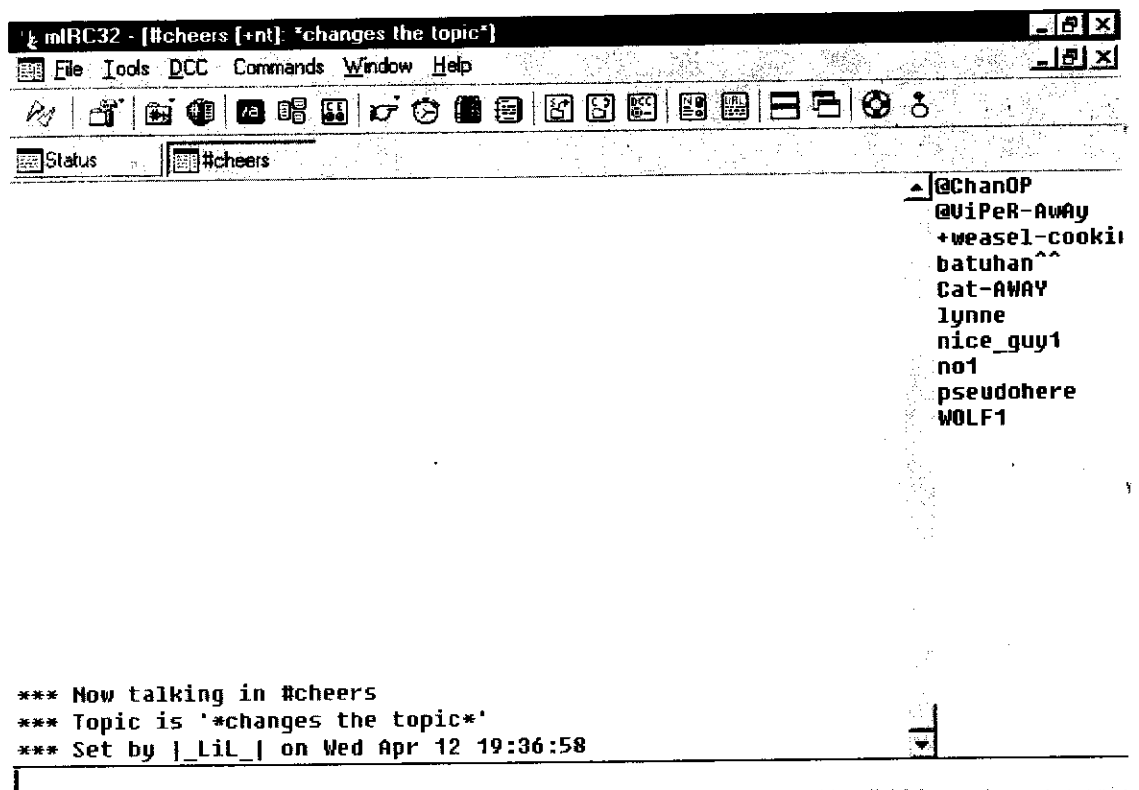 mIRC32 - [#cheers [+nt]: *changes the topic*]
File Tools DCC Commands Window Help
Status #cheers
@ChanOP
@ViPeR-AwAy
+weasel-cooki
batuhan^^
Cat-AWAY
lynne
nice_guy1
no1
pseudohere
WOLF1
*** Now talking in #cheers
*** Topic is '*changes the topic*'
*** Set by |_LiL_| on Wed Apr 12 19:36:58